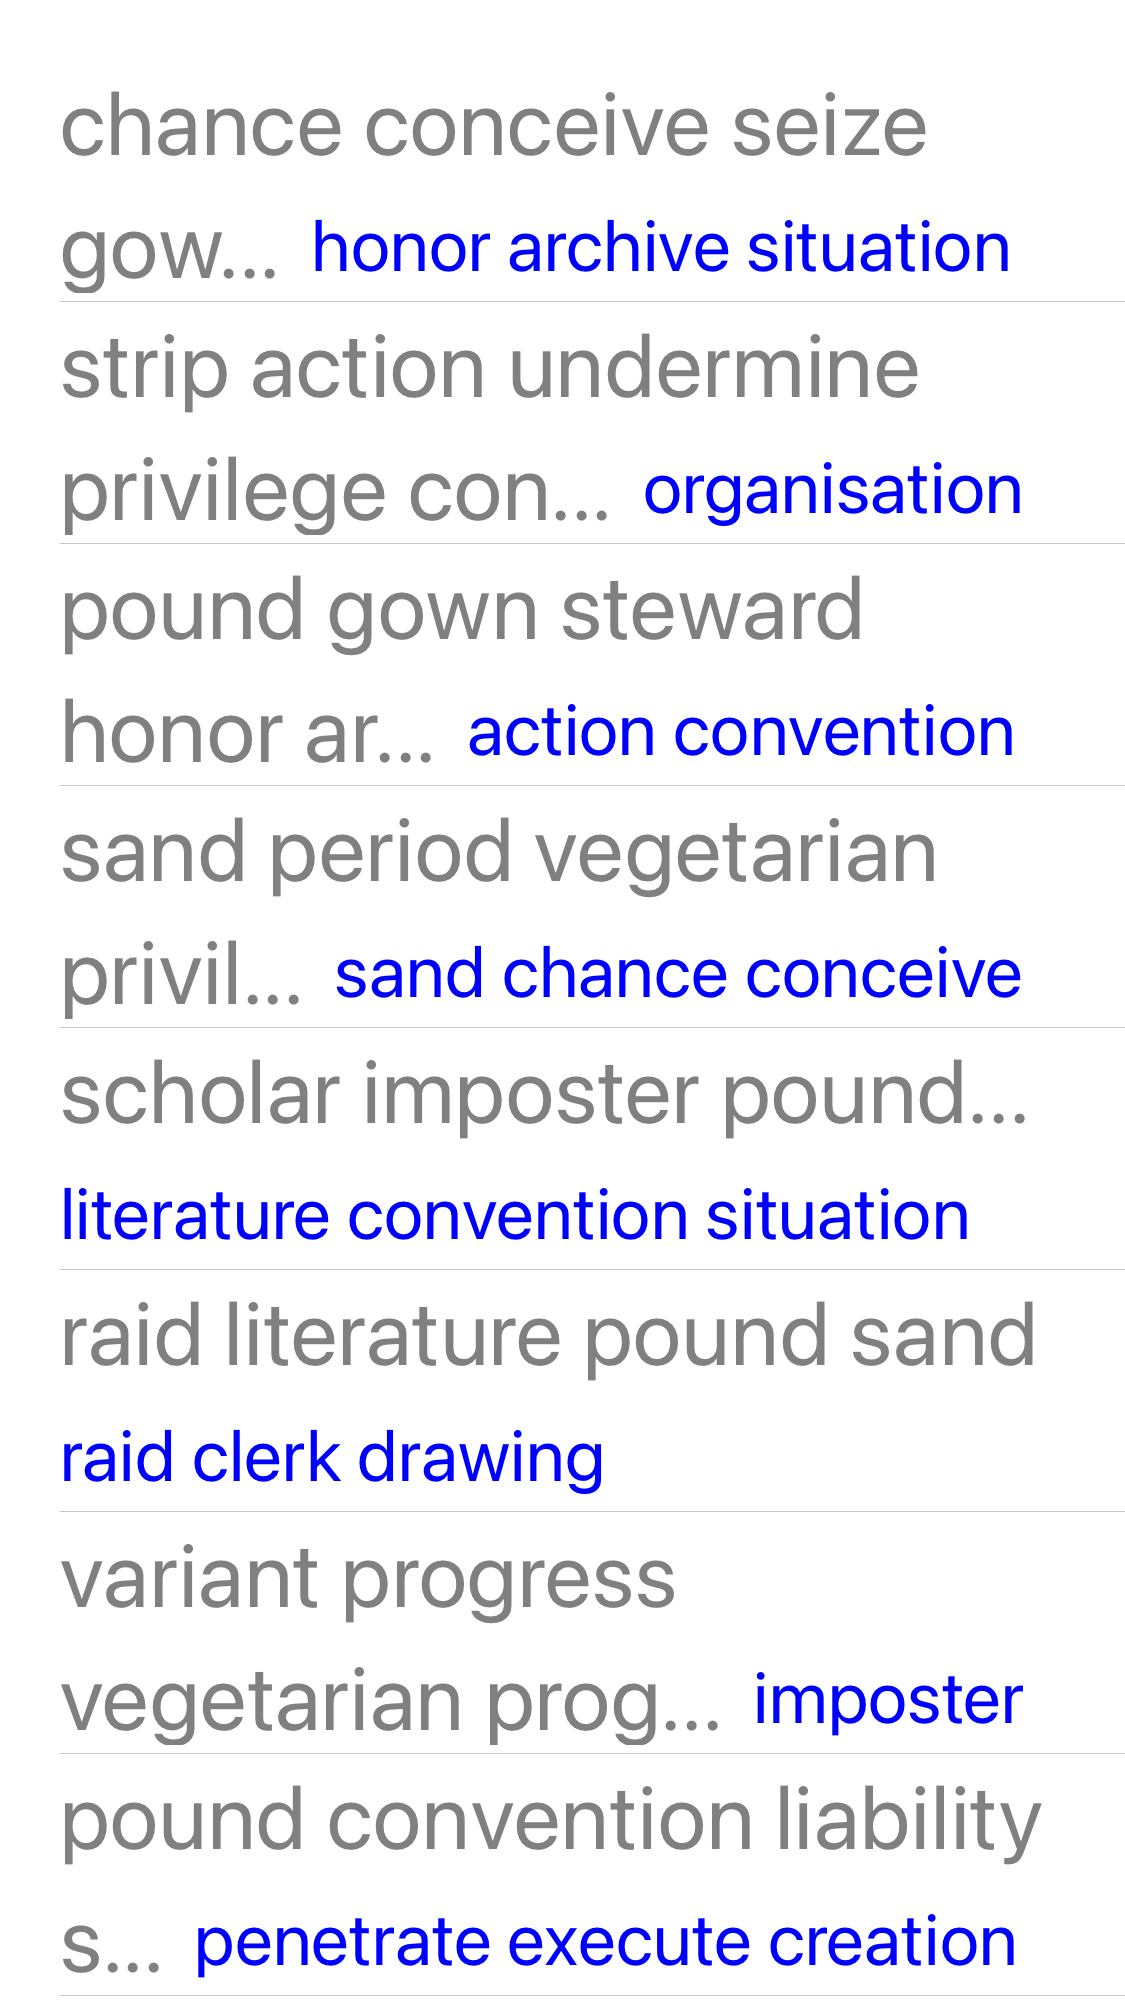 chance conceive seize
gow... honor archive situation
strip action undermine
privilege con... organisation
pound gown steward
honor ar... action convention
sand period vegetarian
privil... sand chance conceive
scholar imposter pound...
literature convention situation
raid literature pound sand
raid clerk drawing
variant progress
vegetarian prog... imposter
pound convention liability
s... penetrate execute creation